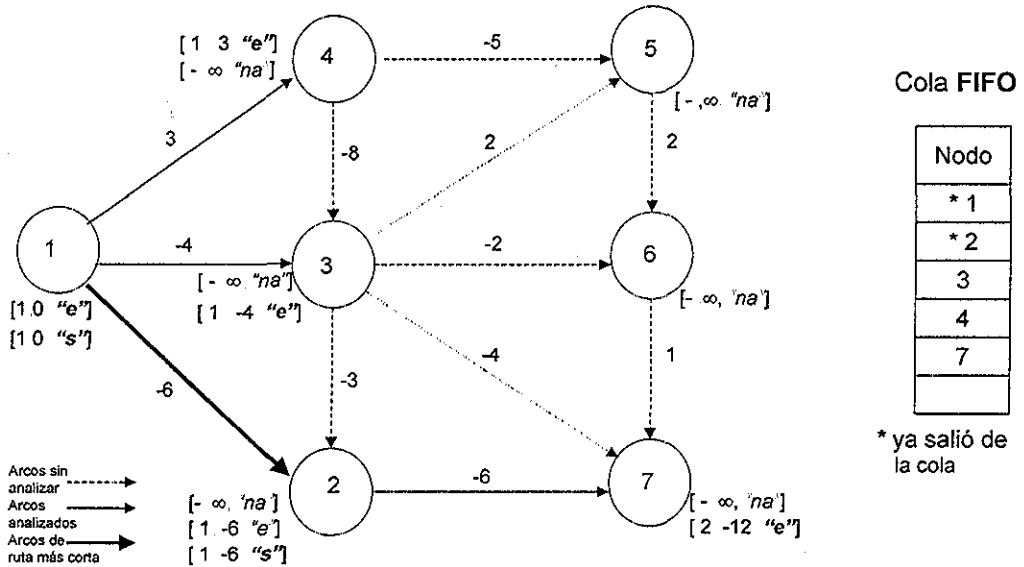 [ 1 3 "e" ]
[ - ∞ "na" ]
4
-5
5
[ - ,∞ "na" ]
3
-8
2
2
1
-4
[ - ∞, "na" ]
[ 1 -4 "e" ]
3
-2
6
[ - ∞, "na" ]
[1 0 "e"]
[1 0 "s"]
-6
-3
-4
1
2
-6
7
[- ∞, "na"]
[ 1 -6 "e" ]
[ 1 -6 "s" ]
[ - ∞, "na" ]
[ 2 -12 "e" ]
Arcos sin
analizar
Arcos
analizados
Arcos de
ruta más corta
Cola FIFO
Nodo
* 1
* 2
3
4
7
* ya salió de
la cola